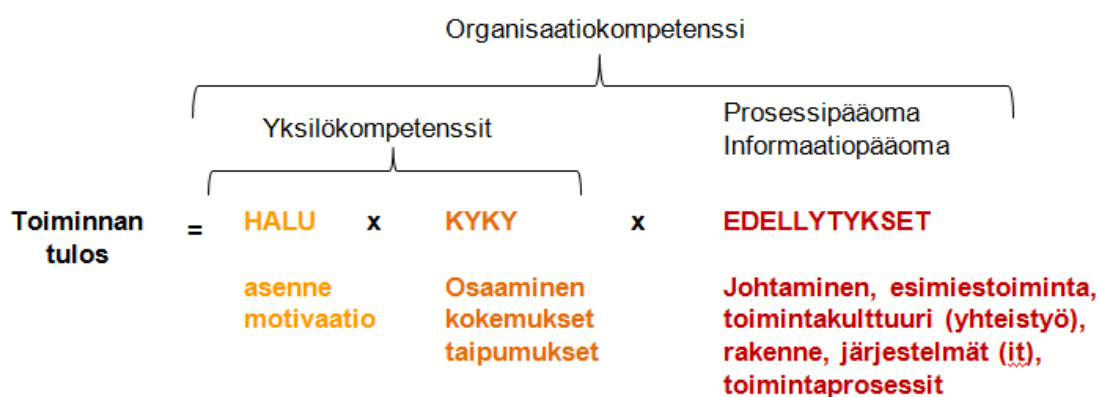 Organisaatiokompetenssi
Yksilökompetenssit
Prosessipääoma
Informaatiopääoma
Toiminnan
tulos
=
HALU x KYKY x EDELLYTYKSET
asenne
motivaatio
Osaaminen
kokemukset
taipumukset
Johtaminen, esimiestoiminta,
toimintakulttuuri (yhteistyö),
rakenne, järjestelmät (it),
toimintaprosessit